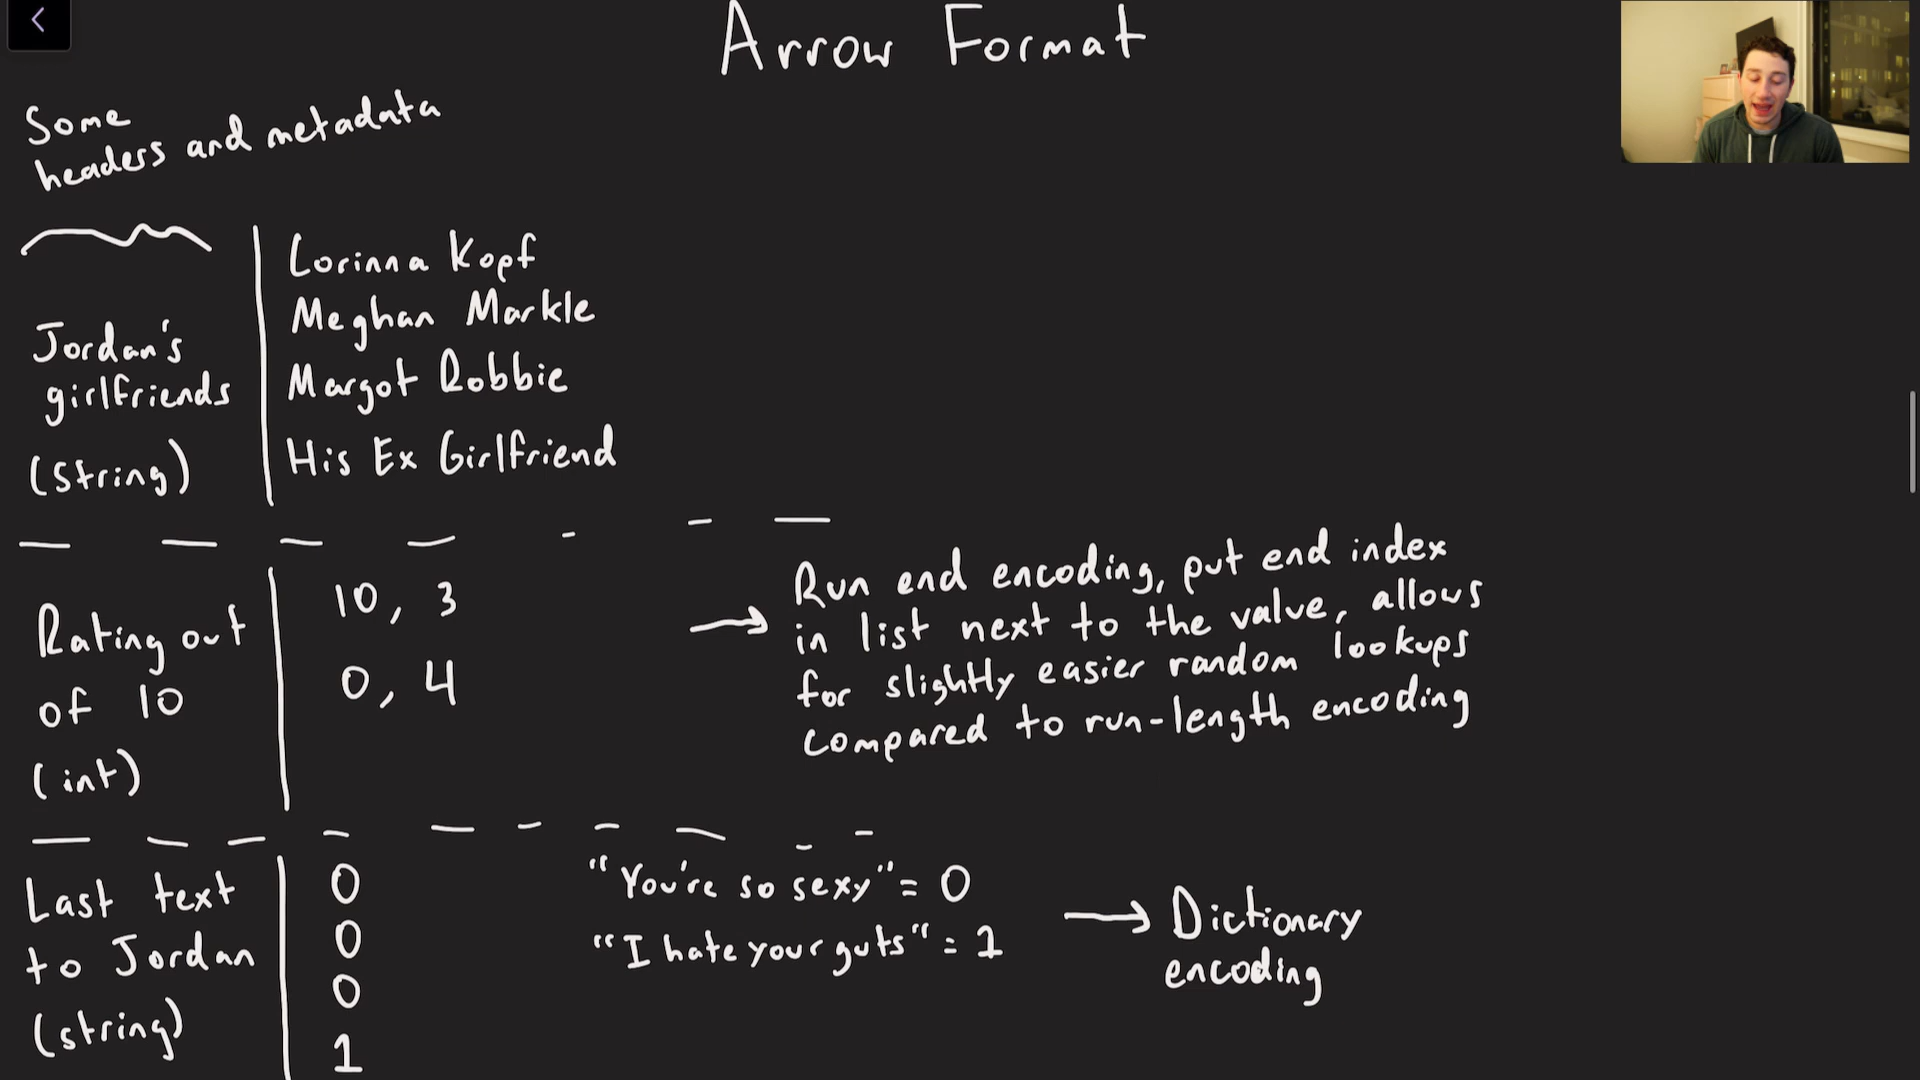 Arrow Format
Some
headers and metadata
Jordan's
girlfriends
(string)
Corinna Kopf
Meghan Markle
Margot Robbie
His Ex Girlfriend
Rating out
of 10
(int)
10, 3
0, 4
Run end encoding, put end index
in list next to the value, allows
for slightly easier random lookups
compared to run-length encoding
Last text
to Jordan
(string)
0
0
0
1
"You're so sexy" = 0
"I hate your guts" = 1
Dictionary
encoding